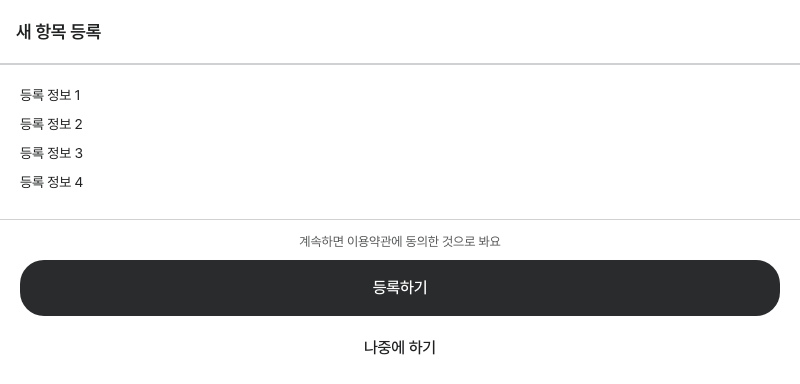 새 항목 등록
등록 정보 1
등록 정보 2
등록 정보 3
등록 정보 4
계속하면 이용약관에 동의한 것으로 봐요
등록하기
나중에 하기